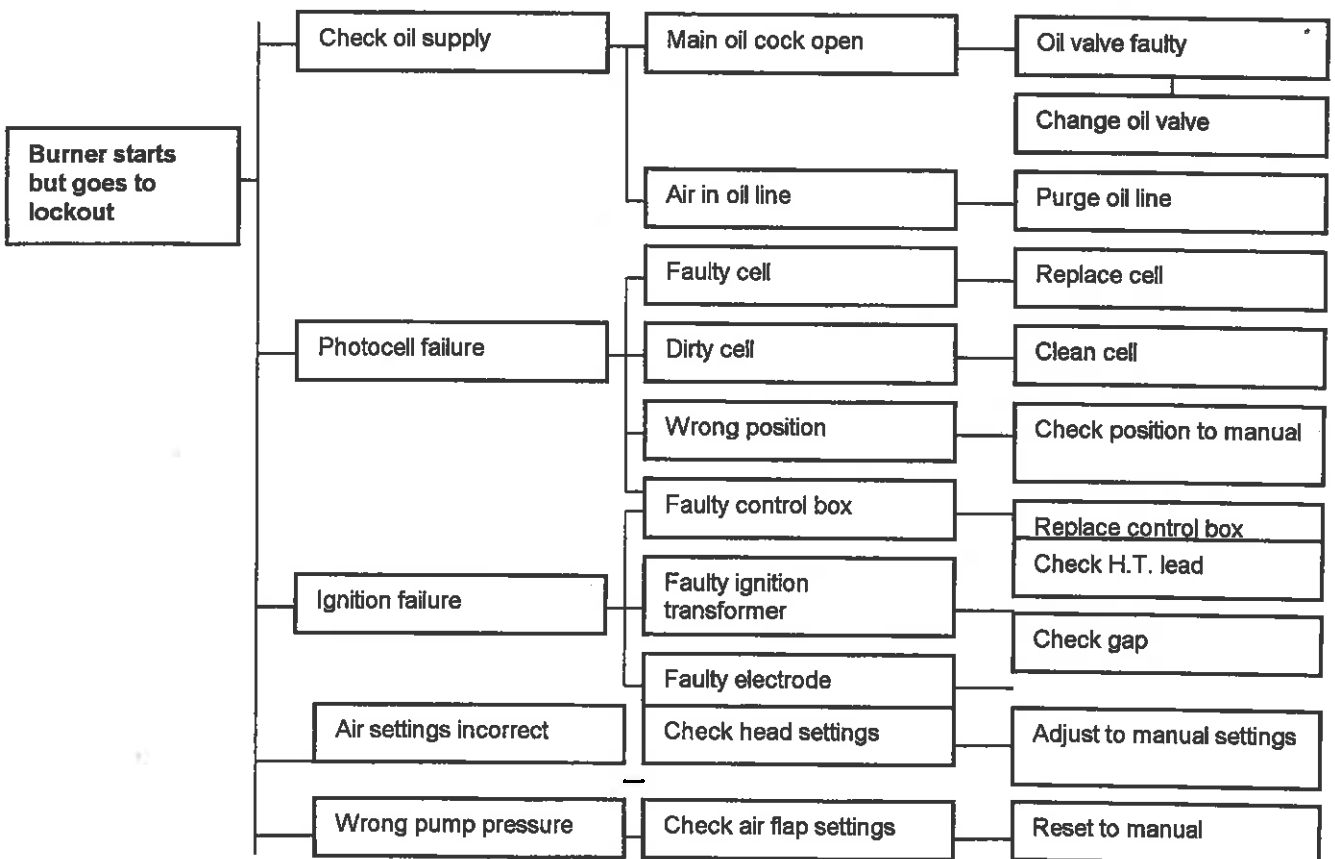 Check oil supply
Main oil cock open
Oil valve faulty
Change oil valve
Burner starts
but goes to
lockout
Air in oil line
Purge oil line
Faulty cell
Replace cell
Photocell failure
Dirty cell
Clean cell
Wrong position
Check position to manual
Faulty control box
Replace control box
Check H.T. lead
Ignition failure
Faulty ignition
transformer
Check gap
Faulty electrode
Air settings incorrect
Check head settings
Adjust to manual settings
Wrong pump pressure
Check air flap settings
Reset to manual